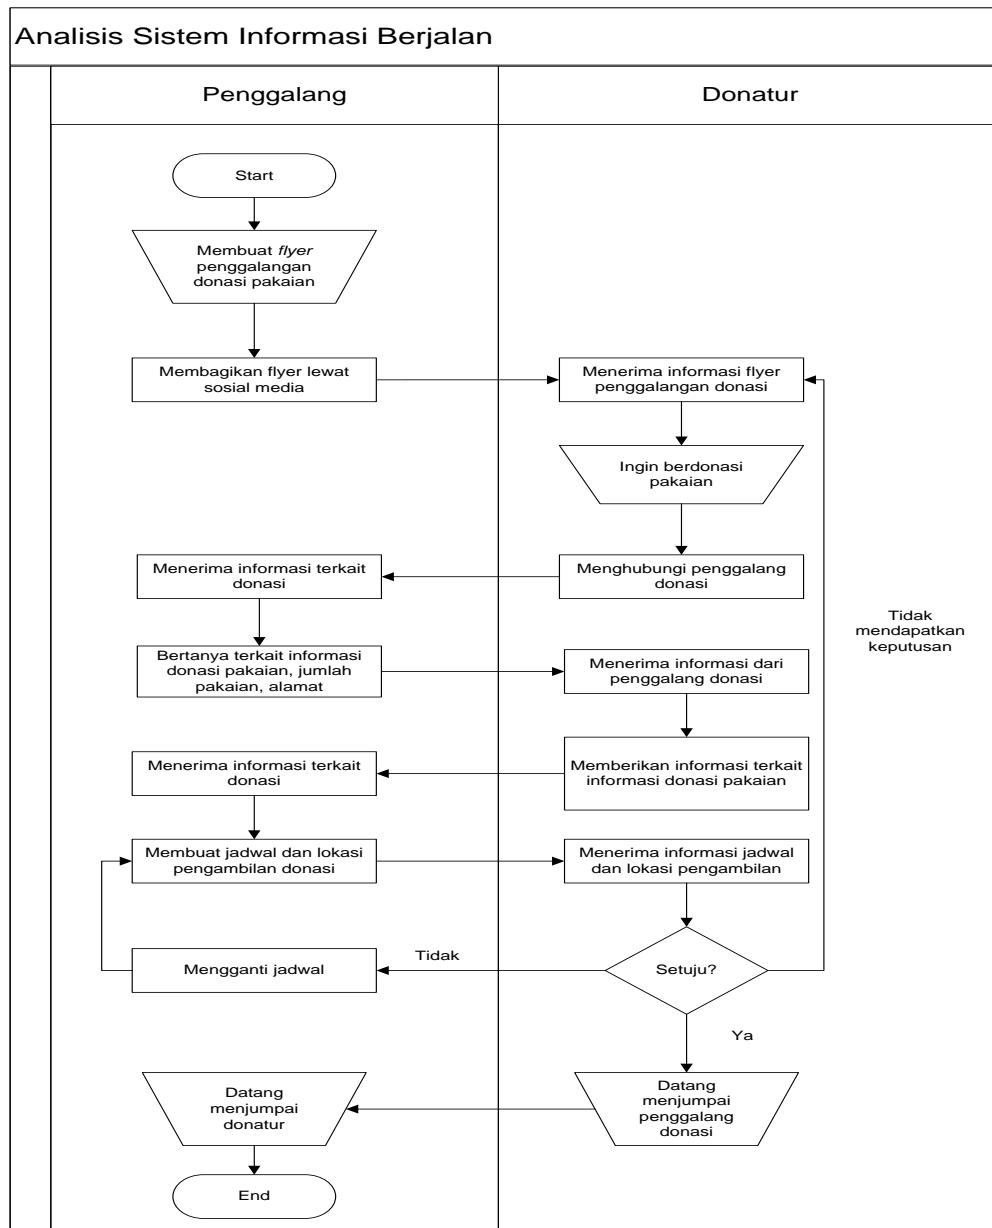 Analisis Sistem Informasi Berjalan
Penggalang
Donatur
Start
Membuat flyer
penggalangan
donasi pakaian
Membagikan flyer lewat
sosial media
Menerima informasi flyer
penggalangan donasi
Ingin berdonasi
pakaian
Menghubungi penggalang
donasi
Menerima informasi terkait
donasi
Tidak
mendapatkan
keputusan
Bertanya terkait informasi
donasi pakaian, jumlah
pakaian, alamat
Menerima informasi dari
penggalang donasi
Memberikan informasi terkait
informasi donasi pakaian
Menerima informasi terkait
donasi
Membuat jadwal dan lokasi
pengambilan donasi
Menerima informasi jadwal
dan lokasi pengambilan
Setuju?
Tidak
Mengganti jadwal
Ya
Datang
menjumpai
penggalang
donasi
Datang
menjumpai
donatur
End